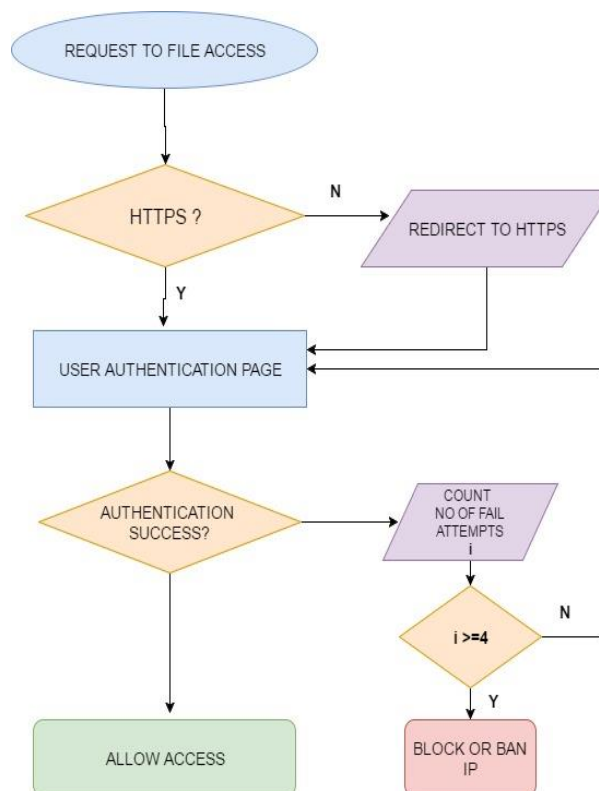 REQUEST TO FILE ACCESS
HTTPS ?
N
REDIRECT TO HTTPS
Y
USER AUTHENTICATION PAGE
AUTHENTICATION
SUCCESS?
COUNT
NO OF FAIL
ATTEMPTS
i
i >=4
N
Y
ALLOW ACCESS
BLOCK OR BAN
IP